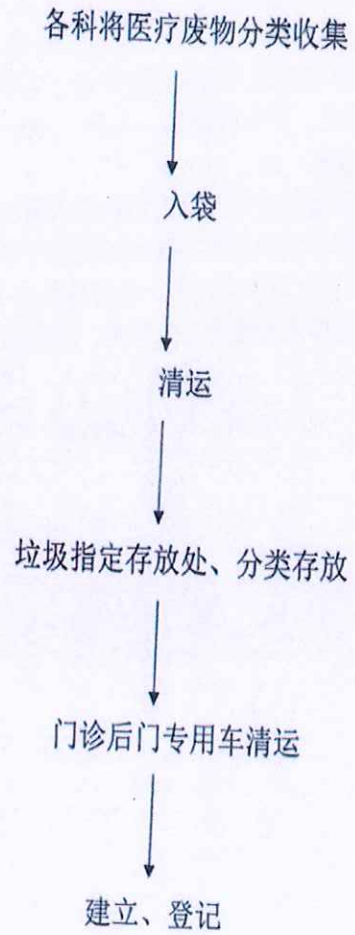 各科将医疗废物分类收集
入袋
清运
垃圾指定存放处、分类存放
门诊后门专用车清运
建立、登记